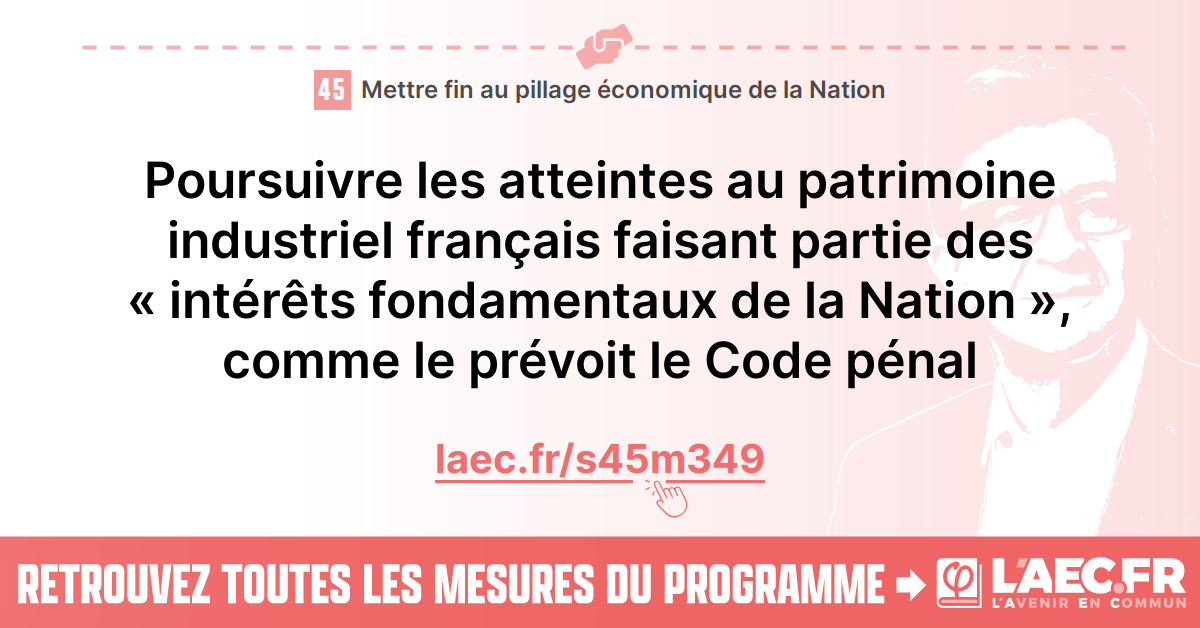 45 Mettre fin au pillage économique de la Nation
Poursuivre les atteintes au patrimoine
industriel français faisant partie des
« intérêts fondamentaux de la Nation »,
comme le prévoit le Code pénal
laec.fr/s45m349
RETROUVEZ TOUTES LES MESURES DU PROGRAMME
L'AEC.FR
L'AVENIR EN COMMUN